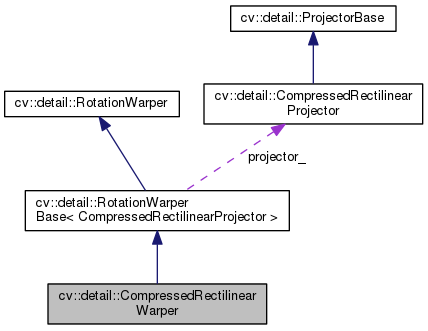 cv::detail::ProjectorBase
cv::detail::RotationWarper
cv::detail::CompressedRectilinear
Projector
projector_
cv::detail::RotationWarper
Base< CompressedRectilinearProjector >
cv::detail::CompressedRectilinear
Warper